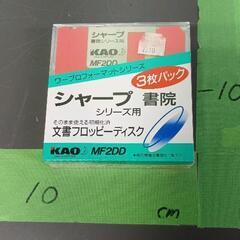 シャープ
書院シリーズ用
KAO
MF2DD
ワープロフォーマットシリーズ
3枚パック
シャープ 書院
シリーズ用
そのまま使える初期化済
文書フロッピーディスク
KAO MF2DD
10
cm
-10